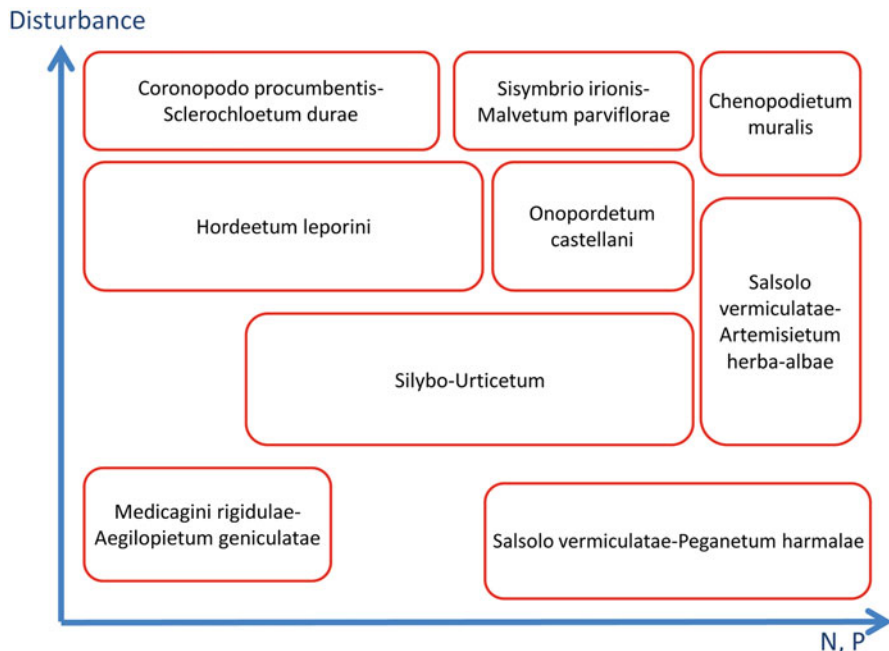 Disturbance
Coronopodo procumbentis-
Sclerochloetum durae
Sisymbrio irionis-
Malvetum parviflorae
Chenopodietum
muralis
Hordeetum leporini
Onopordetum
castellani
Salsolo
vermiculatae-
Artemisietum
herba-albae
Silybo-Urticetum
Medicagini rigidulae-
Aegilopietum geniculatae
Salsolo vermiculatae-Peganetum harmalae
N, P